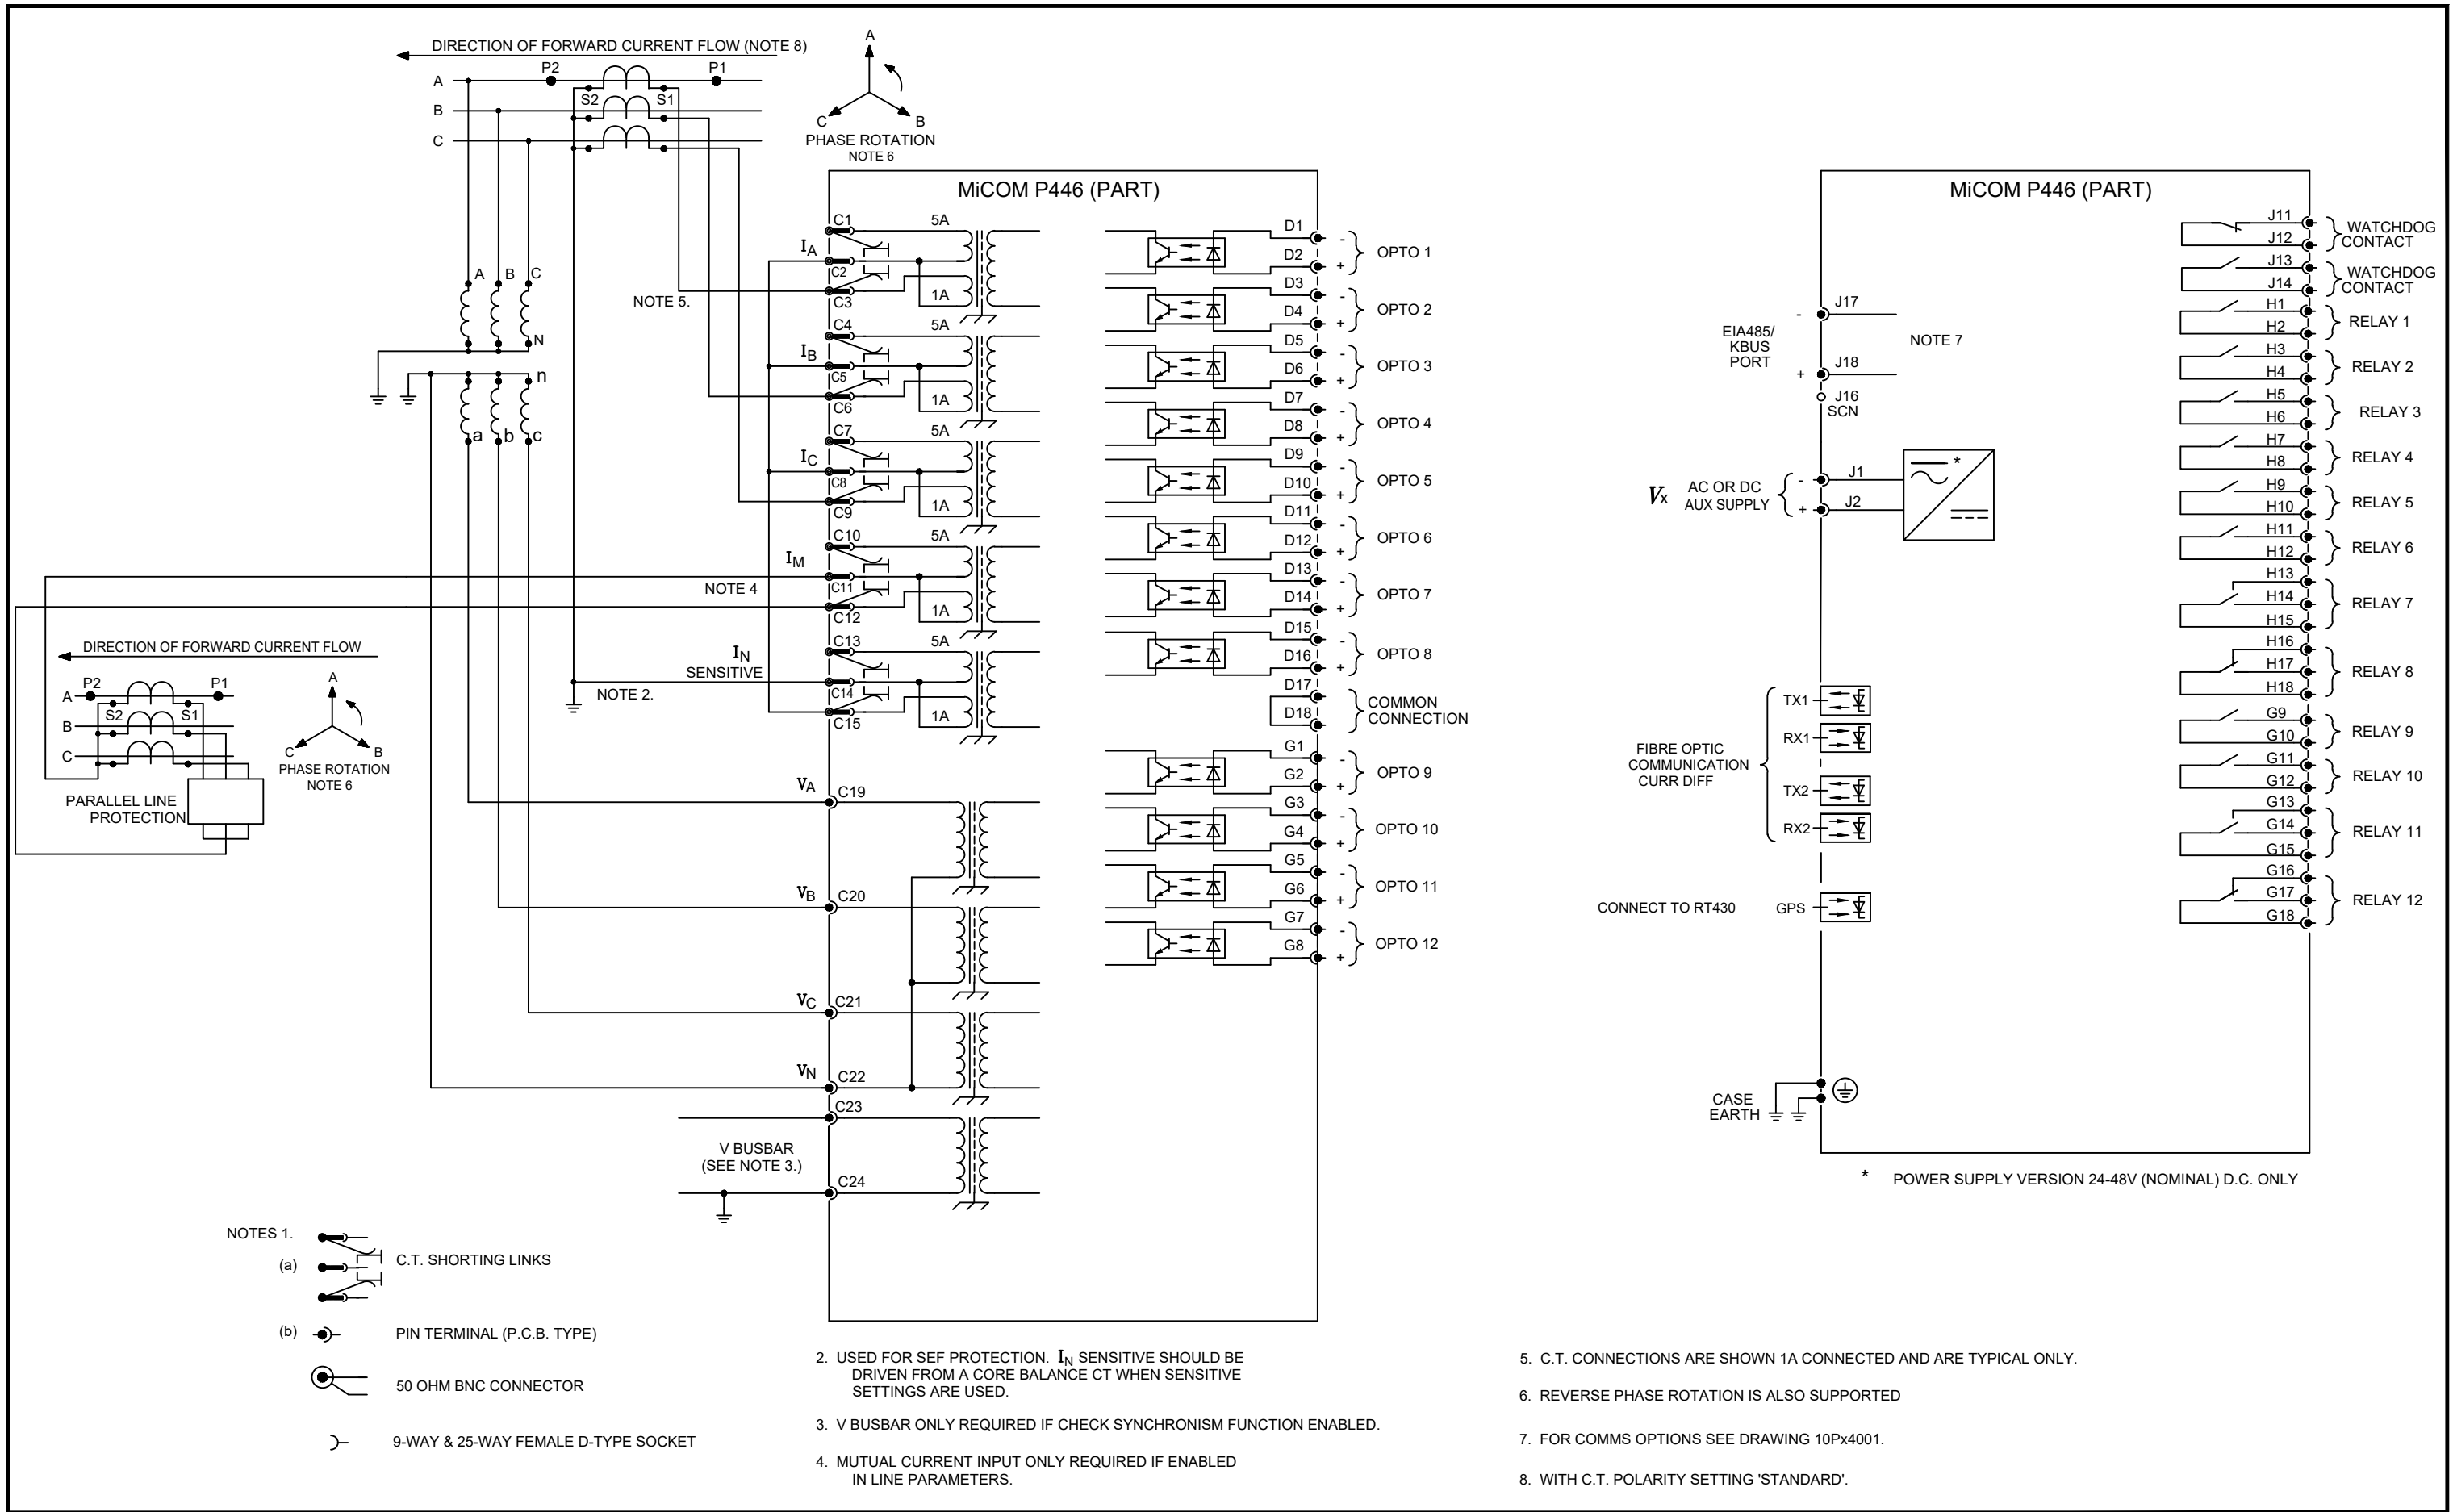 DIRECTION OF FORWARD CURRENT FLOW (NOTE 8)
A
P2
P1
S2
S1
B
C
A
C
B
PHASE ROTATION
NOTE 6
A
B
C
N
n
a
b
c
NOTE 5.
MiCOM P446 (PART)
C1
5A
IA
C2
C3
1A
C4
5A
IB
C5
C6
1A
C7
5A
IC
C8
C9
1A
C10
5A
IM
NOTE 4
C11
C12
1A
C13
5A
IN
SENSITIVE
NOTE 2.
C14
C15
1A
VA
C19
VB
C20
VC
C21
VN
C22
C23
V BUSBAR
(SEE NOTE 3.)
C24
DIRECTION OF FORWARD CURRENT FLOW
A
P2
P1
S2
S1
B
C
A
C
B
PHASE ROTATION
NOTE 6
PARALLEL LINE
PROTECTION
D1 -
D2 +
OPTO 1
D3 -
D4 +
OPTO 2
D5 -
D6 +
OPTO 3
D7 -
D8 +
OPTO 4
D9 -
D10 +
OPTO 5
D11 -
D12 +
OPTO 6
D13 -
D14 +
OPTO 7
D15 -
D16 +
OPTO 8
D17
D18
COMMON
CONNECTION
G1 -
G2 +
OPTO 9
G3 -
G4 +
OPTO 10
G5 -
G6 +
OPTO 11
G7 -
G8 +
OPTO 12
MiCOM P446 (PART)
- J17
EIA485/
KBUS
PORT
NOTE 7
+ J18
J16
SCN
Vx
AC OR DC
AUX SUPPLY
- J1
+ J2
*
TX1
RX1
FIBRE OPTIC
COMMUNICATION
CURR DIFF
TX2
RX2
CONNECT TO RT430
GPS
CASE
EARTH
J11
J12
WATCHDOG
CONTACT
J13
J14
WATCHDOG
CONTACT
H1
H2
RELAY 1
H3
H4
RELAY 2
H5
H6
RELAY 3
H7
H8
RELAY 4
H9
H10
RELAY 5
H11
H12
RELAY 6
H13
H14
H15
RELAY 7
H16
H17
H18
RELAY 8
G9
G10
RELAY 9
G11
G12
RELAY 10
G13
G14
G15
RELAY 11
G16
G17
G18
RELAY 12
* POWER SUPPLY VERSION 24-48V (NOMINAL) D.C. ONLY
NOTES 1.
(a)
C.T. SHORTING LINKS
(b)
PIN TERMINAL (P.C.B. TYPE)
50 OHM BNC CONNECTOR
9-WAY & 25-WAY FEMALE D-TYPE SOCKET
2. USED FOR SEF PROTECTION. IN SENSITIVE SHOULD BE
DRIVEN FROM A CORE BALANCE CT WHEN SENSITIVE
SETTINGS ARE USED.
3. V BUSBAR ONLY REQUIRED IF CHECK SYNCHRONISM FUNCTION ENABLED.
4. MUTUAL CURRENT INPUT ONLY REQUIRED IF ENABLED
IN LINE PARAMETERS.
5. C.T. CONNECTIONS ARE SHOWN 1A CONNECTED AND ARE TYPICAL ONLY.
6. REVERSE PHASE ROTATION IS ALSO SUPPORTED
7. FOR COMMS OPTIONS SEE DRAWING 10Px4001.
8. WITH C.T. POLARITY SETTING 'STANDARD'.